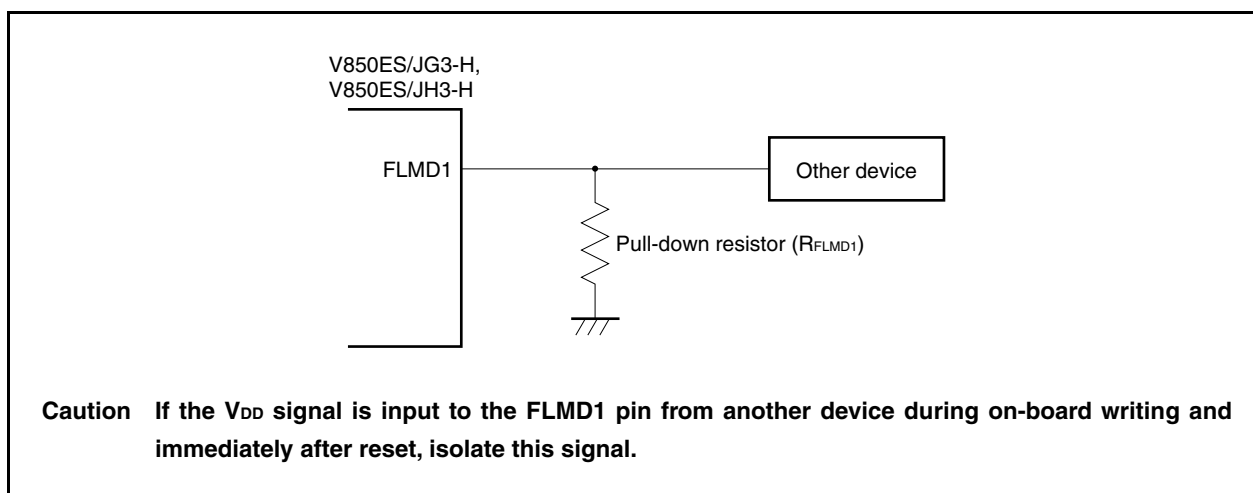 V850ES/JG3-H,
V850ES/JH3-H
FLMD1
Other device
Pull-down resistor (RFLMD1)
Caution If the VDD signal is input to the FLMD1 pin from another device during on-board writing and
immediately after reset, isolate this signal.